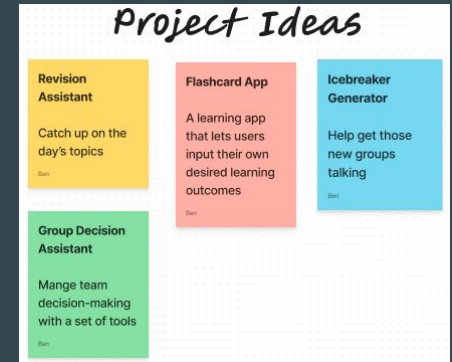 Project Ideas
Revision
Assistant
Catch up on the
day's topics
Ben
Flashcard App
A learning app
that lets users
input their own
desired learning
outcomes
Ben
Icebreaker
Generator
Help get those
new groups
talking
Ben
Group Decision
Assistant
Mange team
decision-making
with a set of tools
Ben